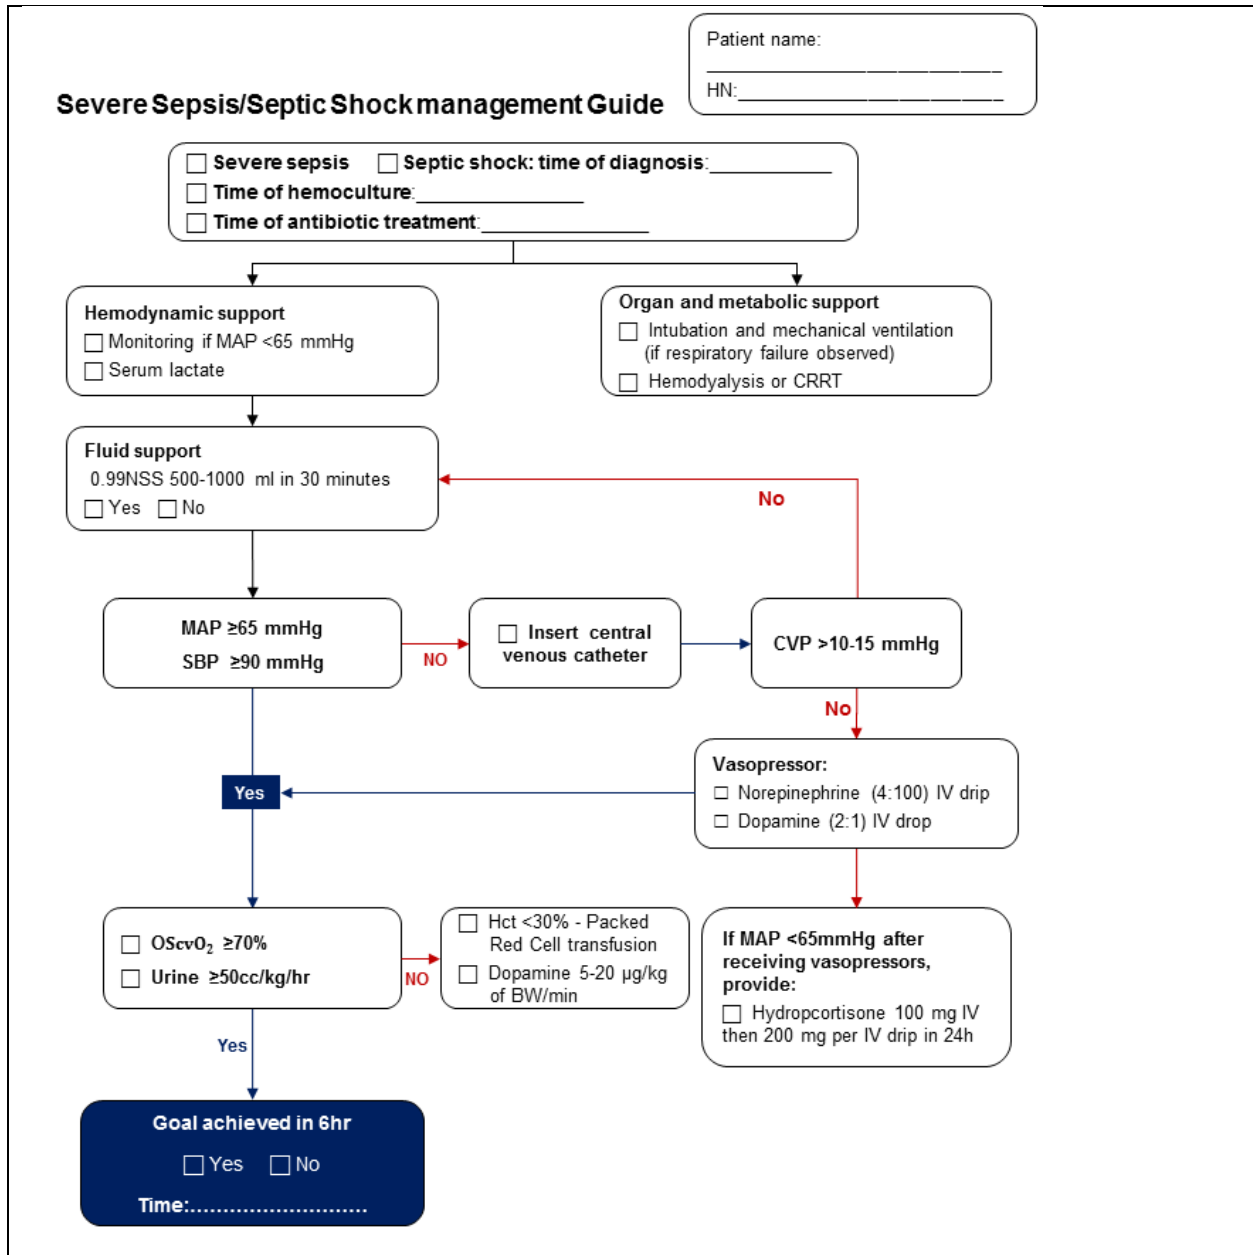 Patient name:
HN:
Severe Sepsis/Septic Shock management Guide
Severe sepsis Septic shock: time of diagnosis:
Time of hemoculture:
Time of antibiotic treatment:
Hemodynamic support
Monitoring if MAP <65 mmHg
Serum lactate
Organ and metabolic support
Intubation and mechanical ventilation
(if respiratory failure observed)
Hemodyalysis or CRRT
Fluid support
0.99NSS 500-1000 ml in 30 minutes
Yes No
No
MAP ≥65 mmHg
SBP ≥90 mmHg
NO
Insert central
venous catheter
CVP >10-15 mmHg
No
Vasopressor:
Norepinephrine (4:100) IV drip
Dopamine (2:1) IV drop
Yes
OScvO₂ ≥70%
Urine ≥50cc/kg/hr
NO
Hct <30% - Packed
Red Cell transfusion
Dopamine 5-20 µg/kg
of BW/min
If MAP <65mmHg after
receiving vasopressors,
provide:
Hydropcortisone 100 mg IV
then 200 mg per IV drip in 24h
Yes
Goal achieved in 6hr
Yes No
Time:...........................